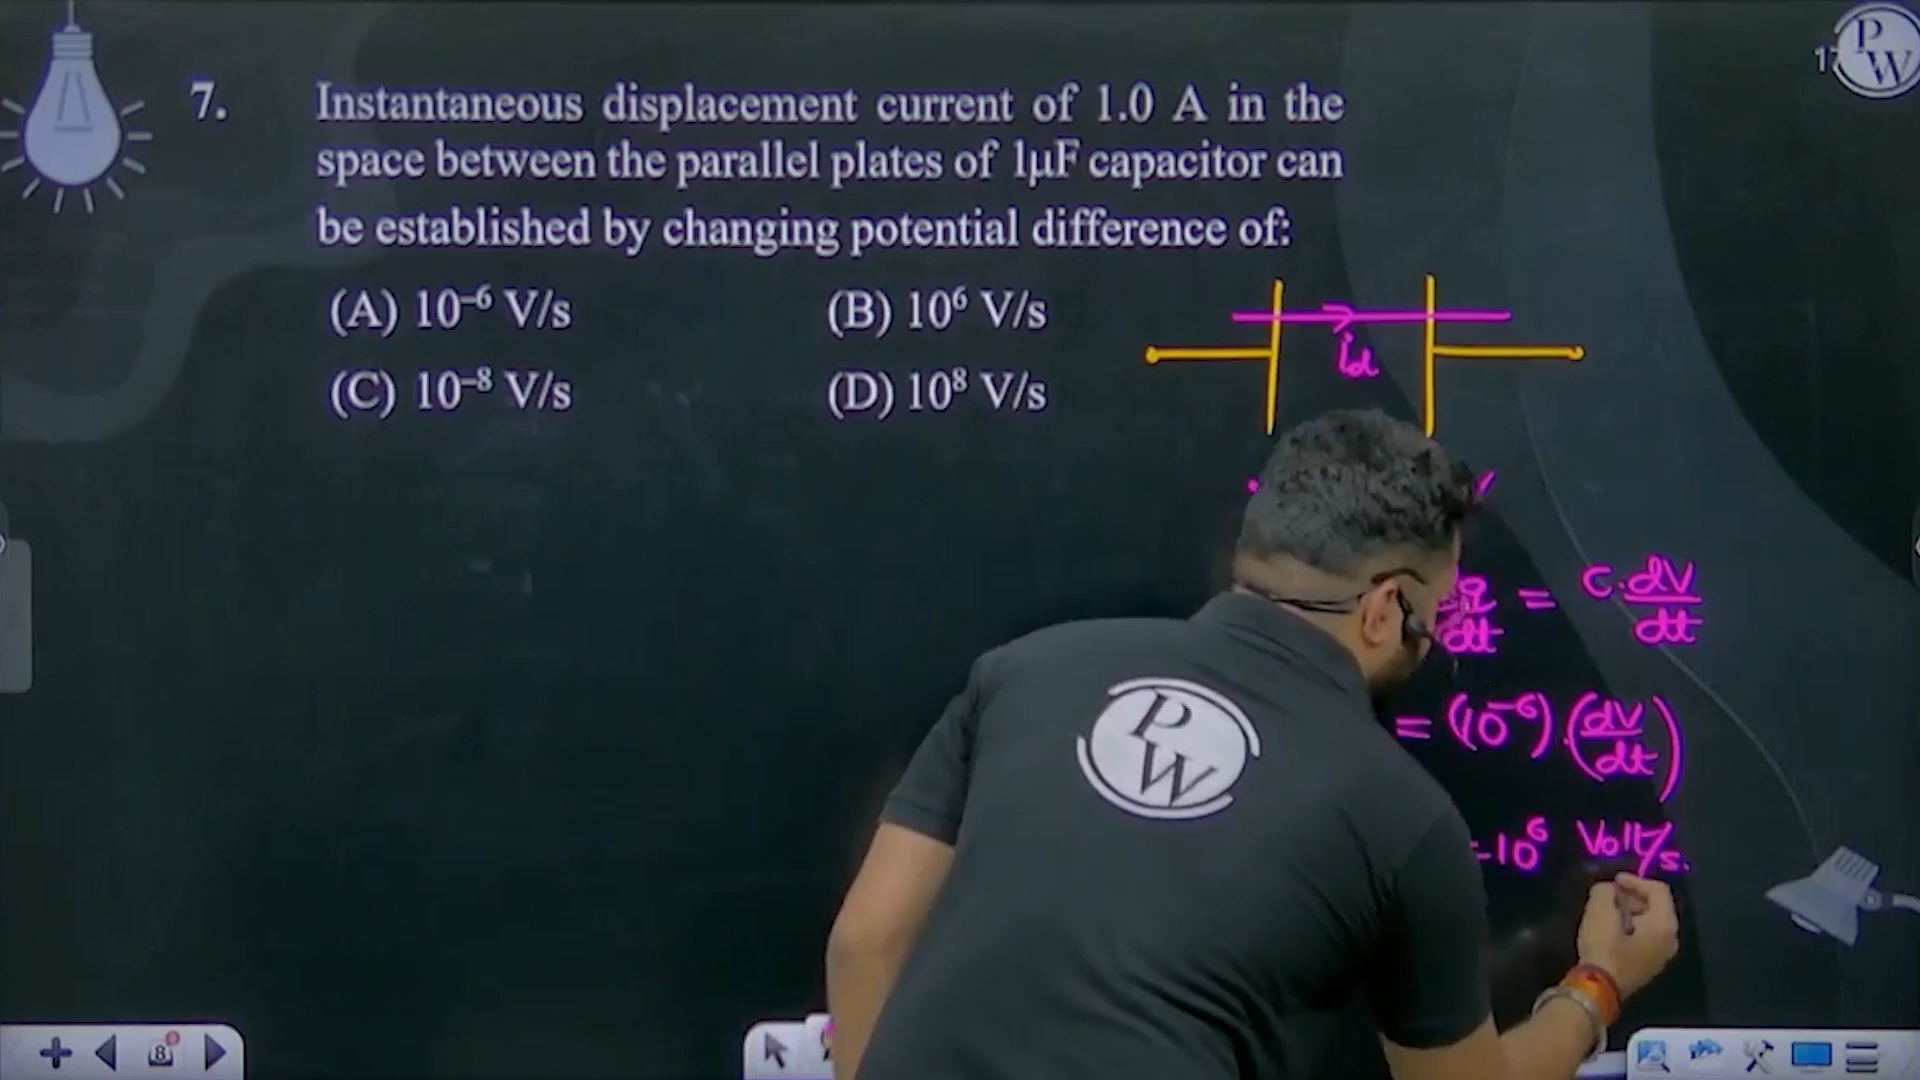 P
W
7. Instantaneous displacement current of 1.0 A in the
space between the parallel plates of 1μF capacitor can
be established by changing potential difference of:
(A) 10⁻⁶ V/s (B) 10⁶ V/s
(C) 10⁻⁸ V/s (D) 10⁸ V/s
id
dt = C·dV/dt
= (10⁻⁶)·(dV/dt)
=10⁶ Volt/s.
P
W
8